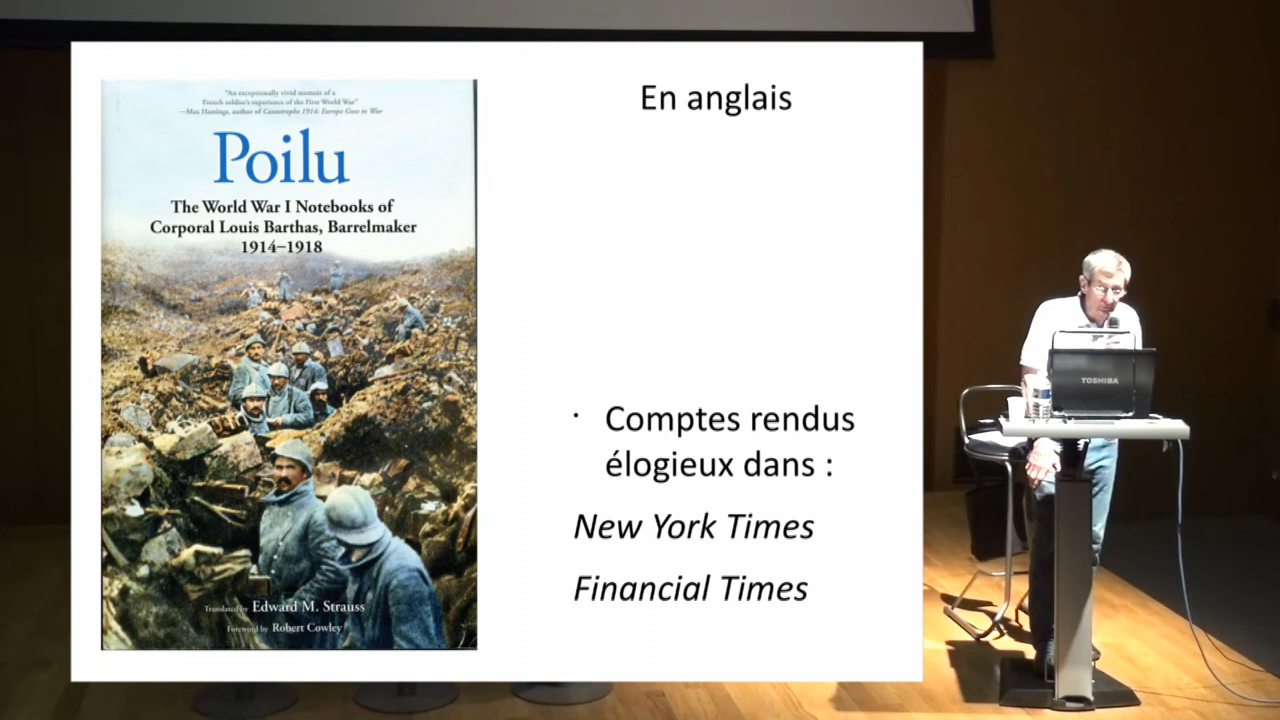 "An exceptionally vivid memoir of a
French soldier's experience of the First World War"
—Max Hastings, author of Catastrophe 1914: Europe Goes to War
Poilu
The World War I Notebooks of
Corporal Louis Barthas, Barrelmaker
1914–1918
Translated by Edward M. Strauss
Foreword by Robert Cowley
En anglais
· Comptes rendus
élogieux dans :
New York Times
Financial Times
TOSHIBA